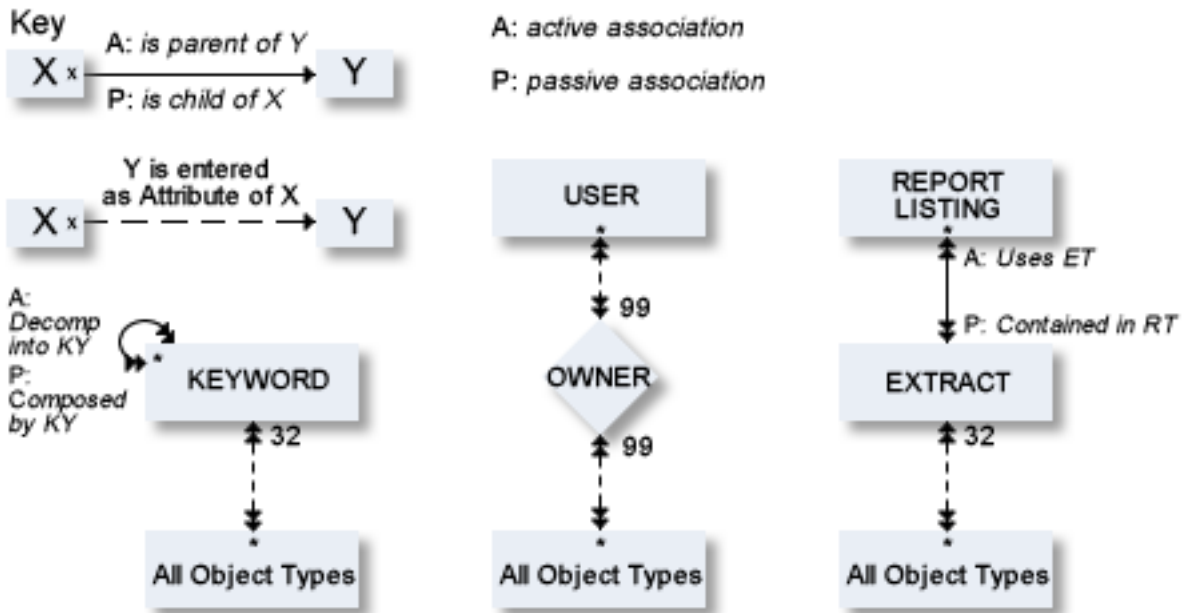 Key
X x
A: is parent of Y
P: is child of X
Y
A: active association
P: passive association
X x
Y is entered
as Attribute of X
Y
USER
*
99
OWNER
99
*
All Object Types
REPORT
LISTING
*
A: Uses ET
P: Contained in RT
EXTRACT
32
*
All Object Types
A:
Decomp
into KY
P:
Composed
by KY
*
KEYWORD
32
*
All Object Types